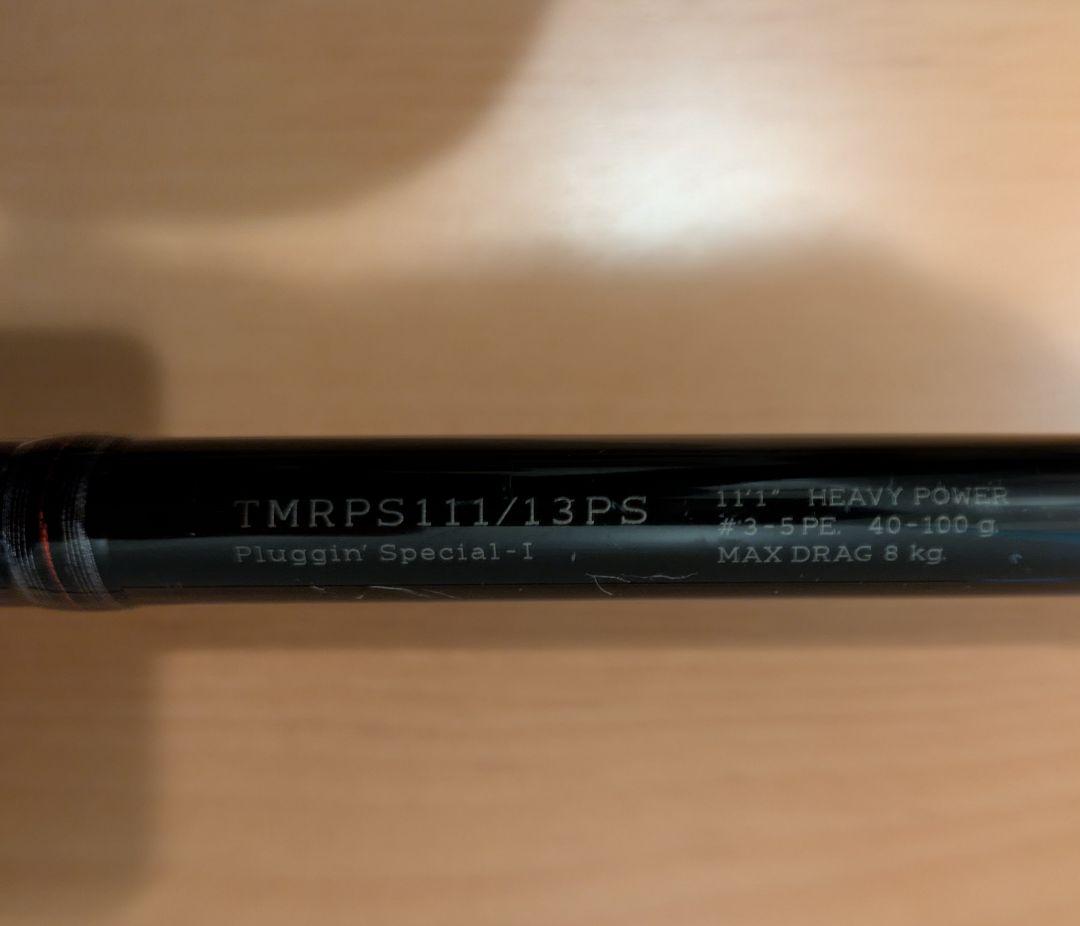 TMRPS111/13PS
Pluggin' Special-I
11'1" HEAVY POWER
#3-5 PE. 40-100 g.
MAX DRAG 8 kg.